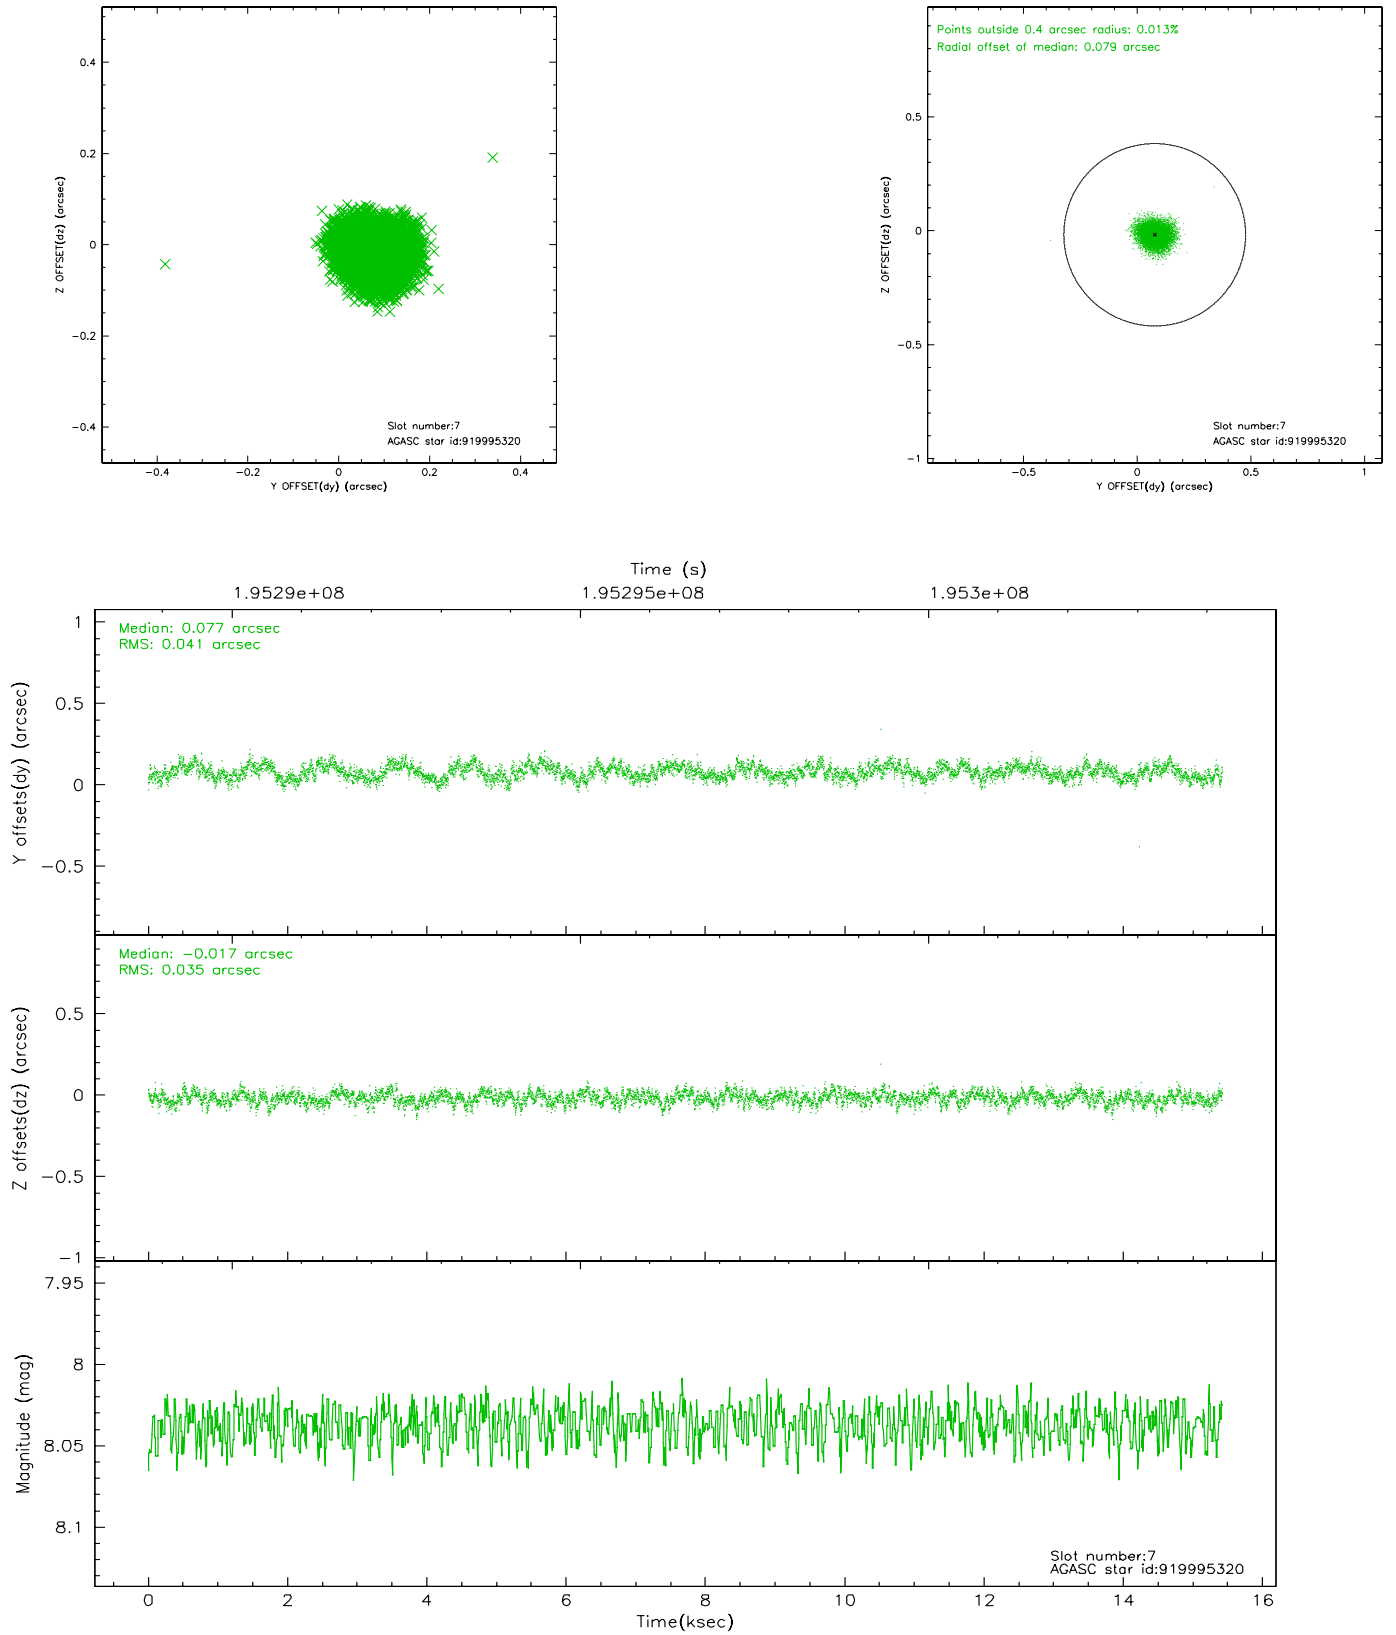 0.4
0.2
0
−0.2
−0.4
Z OFFSET(dz) (arcsec)
Slot number:7
AGASC star id:919995320
−0.4
−0.2
0
0.2
0.4
Y OFFSET(dy) (arcsec)
Points outside 0.4 arcsec radius: 0.013%
Radial offset of median: 0.079 arcsec
0.5
0
−0.5
−1
Z OFFSET(dz) (arcsec)
Slot number:7
AGASC star id:919995320
−0.5
0
0.5
1
Y OFFSET(dy) (arcsec)
Time (s)
1.9529e+08
1.95295e+08
1.953e+08
Median: 0.077 arcsec
RMS: 0.041 arcsec
1
0.5
0
−0.5
Y offsets(dy) (arcsec)
Median: −0.017 arcsec
RMS: 0.035 arcsec
0.5
0
−0.5
−1
Z offsets(dz) (arcsec)
7.95
8
8.05
8.1
Magnitude (mag)
Slot number:7
AGASC star id:919995320
0
2
4
6
8
10
12
14
16
Time(ksec)